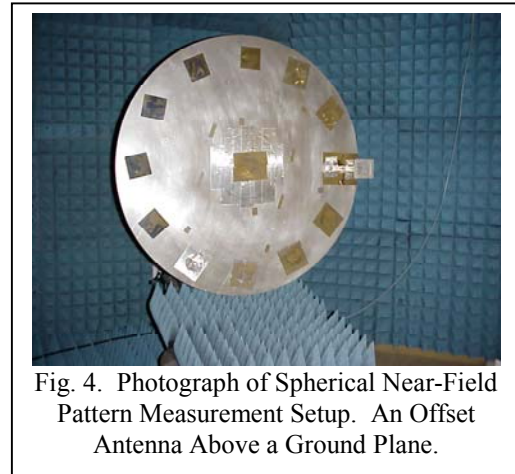 Fig. 4.  Photograph of Spherical Near-Field
Pattern Measurement Setup.  An Offset
Antenna Above a Ground Plane.